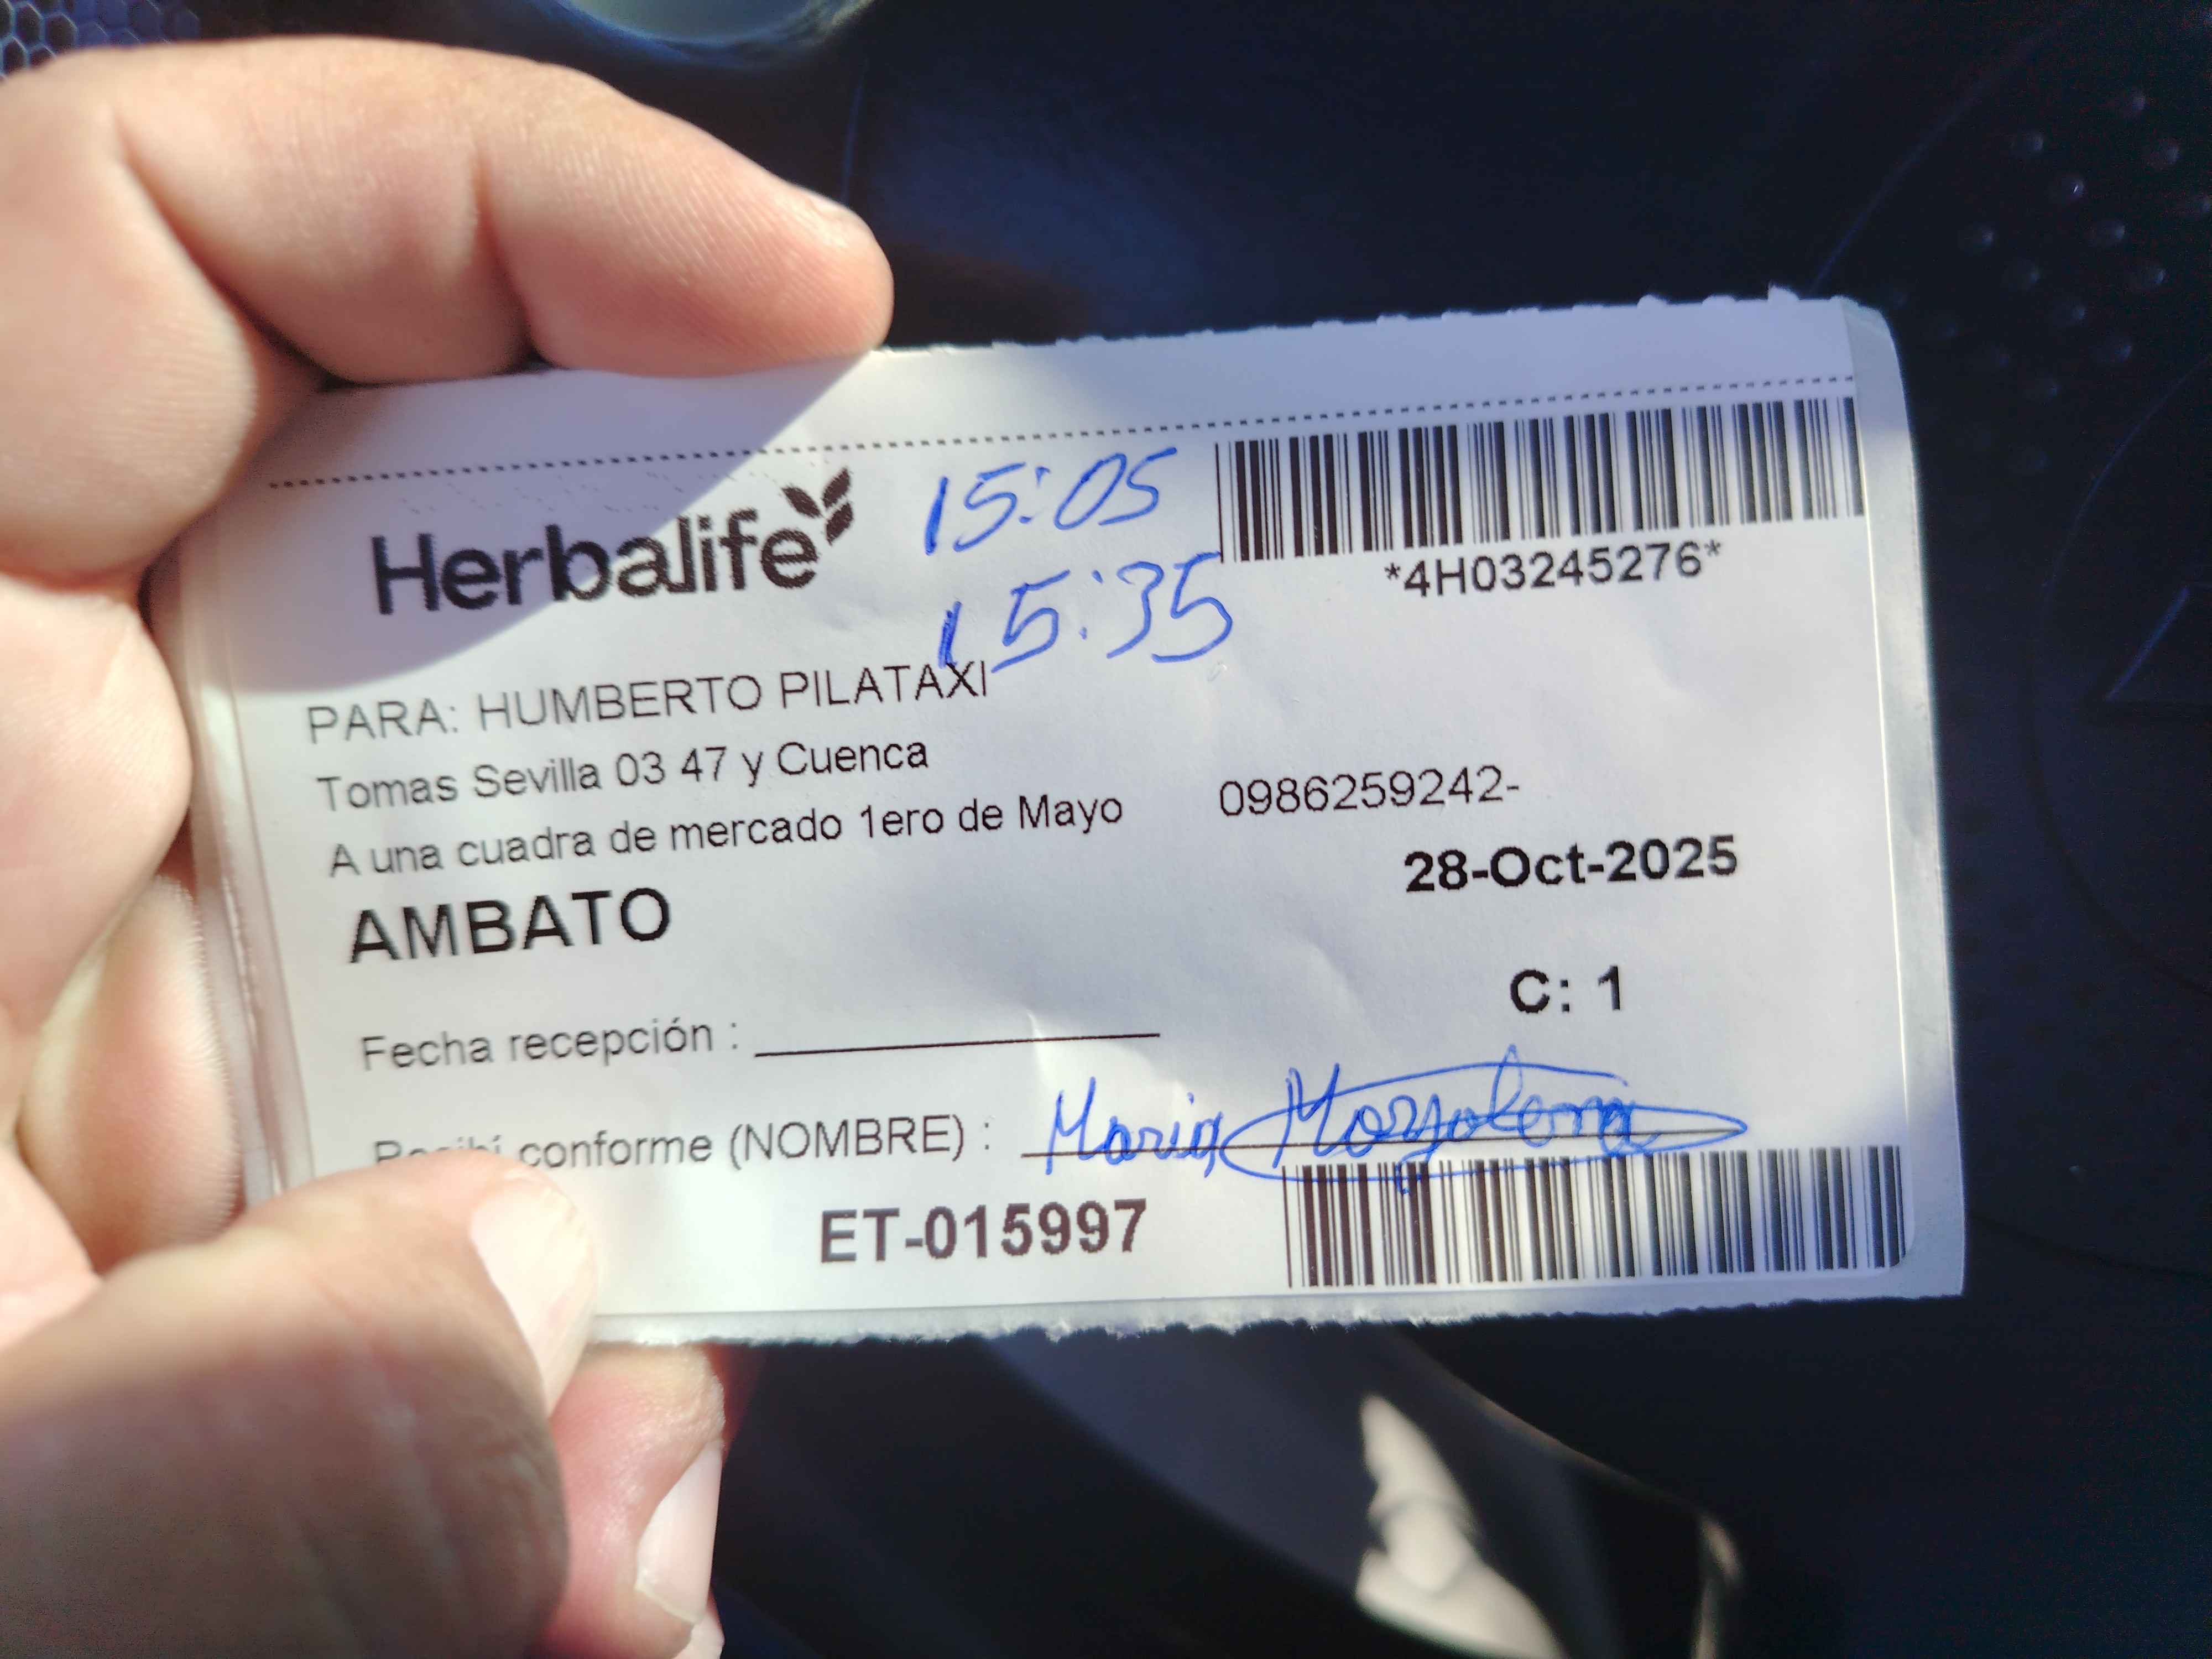 Herbalife
15:05
15:35
*4H03245276*
PARA: HUMBERTO PILATAXI
Tomas Sevilla 03 47 y Cuenca
A una cuadra de mercado 1ero de Mayo 0986259242-
AMBATO 28-Oct-2025
C: 1
Fecha recepción :
Recibí conforme (NOMBRE) : Maria
ET-015997